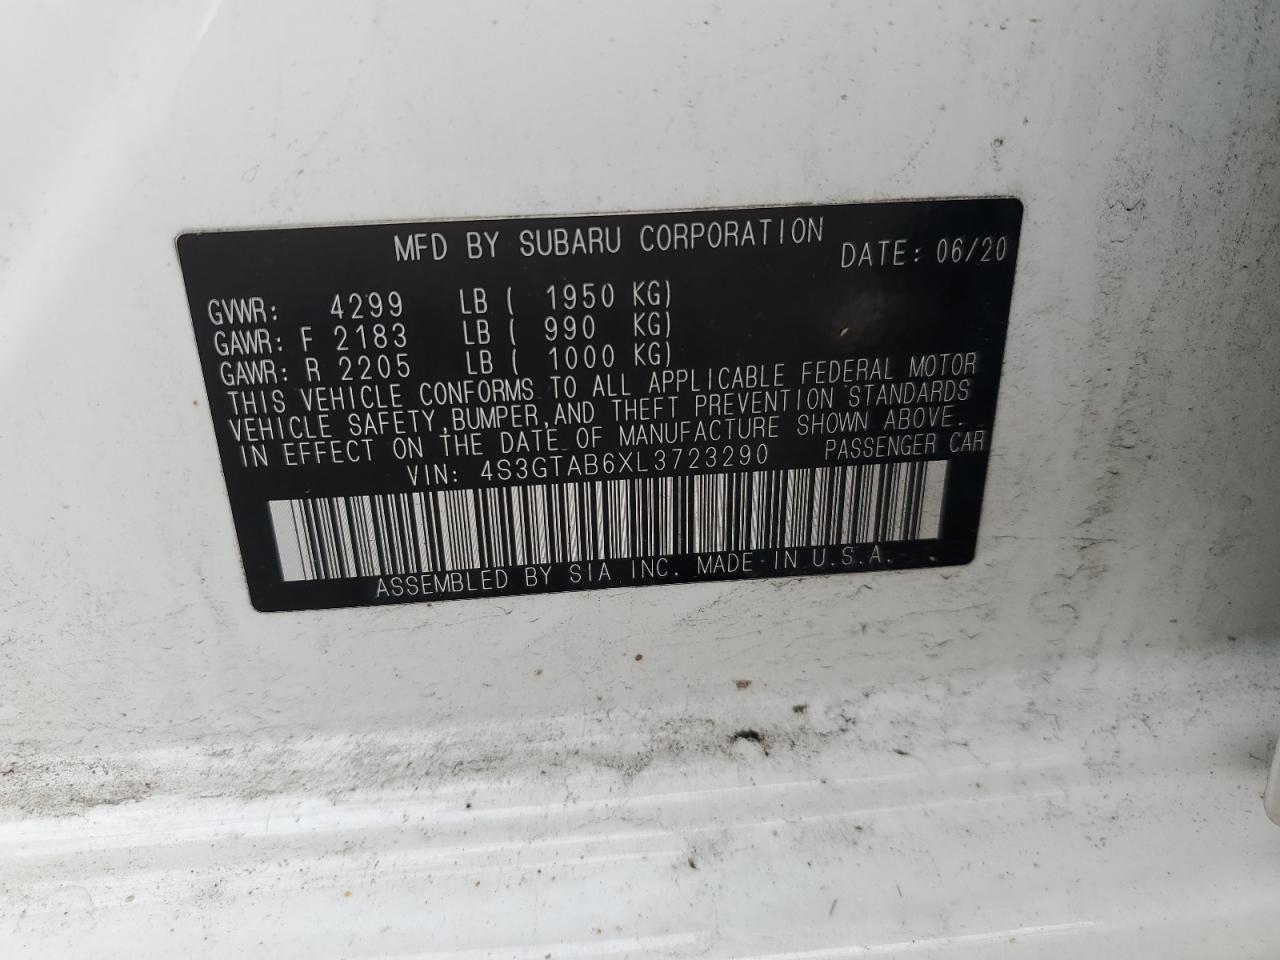 MFD BY SUBARU CORPORATION DATE: 06/20
GVWR: 4299 LB ( 1950 KG)
GAWR: F 2183 LB ( 990 KG)
GAWR: R 2205 LB ( 1000 KG)
THIS VEHICLE CONFORMS TO ALL APPLICABLE FEDERAL MOTOR
VEHICLE SAFETY,BUMPER,AND THEFT PREVENTION STANDARDS
IN EFFECT ON THE DATE OF MANUFACTURE SHOWN ABOVE.
VIN: 4S3GTAB6XL3723290 PASSENGER CAR
ASSEMBLED BY SIA INC. MADE IN U.S.A.